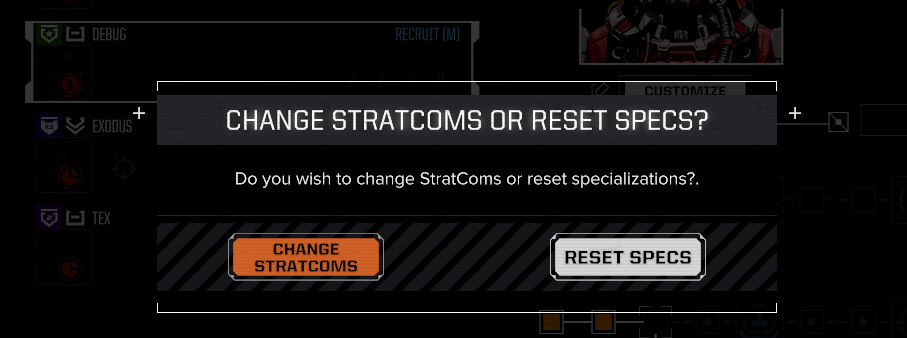 DEBUG
RECRUIT (M)
CUSTOMIZE
CHANGE STRATCOMS OR RESET SPECS?
EXODUS
Do you wish to change StratComs or reset specializations?.
TEX
CHANGE
STRATCOMS
RESET SPECS